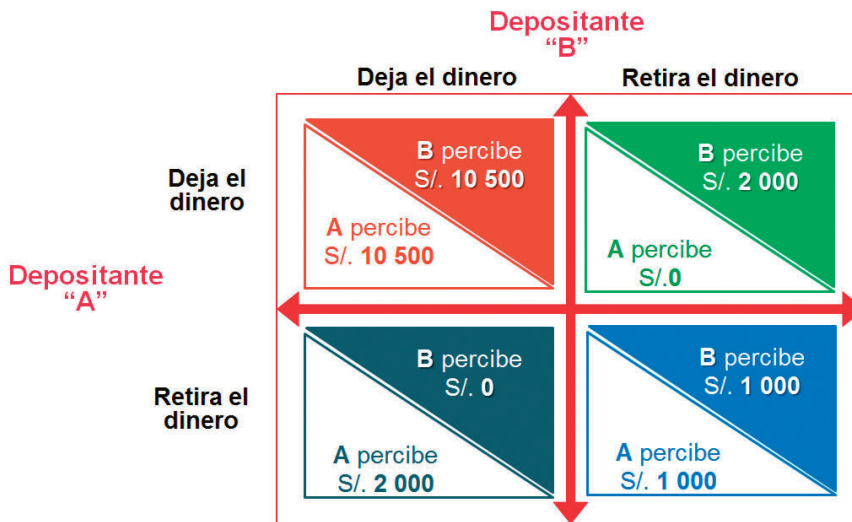 Depositante
“B”
Deja el dinero
Retira el dinero
Deja el
dinero
B percibe
S/. 10 500
A percibe
S/. 10 500
B percibe
S/. 2 000
A percibe
S/.0
Depositante
“A”
Retira el
dinero
B percibe
S/. 0
A percibe
S/. 2 000
B percibe
S/. 1 000
A percibe
S/. 1 000